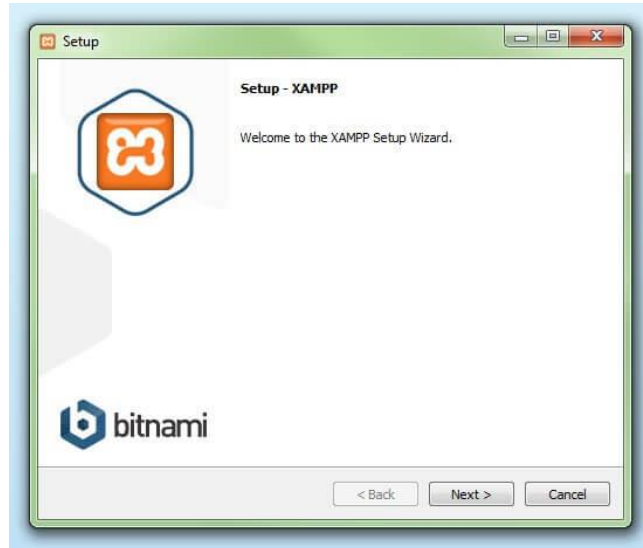 Setup
Setup - XAMPP
Welcome to the XAMPP Setup Wizard.
bitnami
< Back
Next >
Cancel